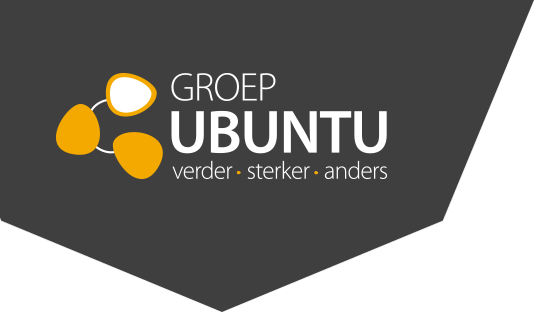 GROEP
UBUNTU
verder • sterker • anders